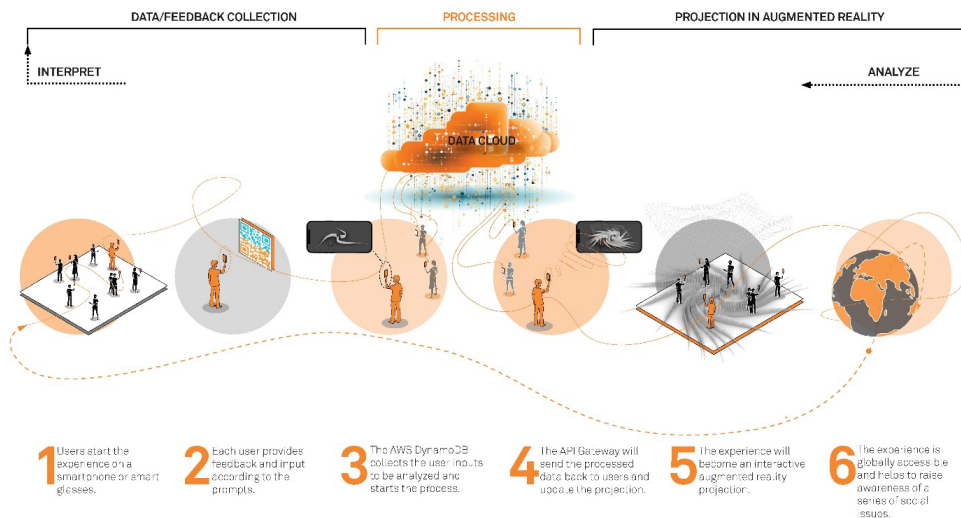 DATA/FEEDBACK COLLECTION
PROCESSING
PROJECTION IN AUGMENTED REALITY
INTERPRET
ANALYZE
DATA CLOUD
1
Users start the
experience on a
smartphone or smart
glasses.
2
Each user provides
feedback and input
according to the
prompts.
3
The AWS DynamoDB
collects the user inputs
to be analyzed and
starts the process.
4
The API Gateway will
send the processed
data back to users and
update the projection.
5
The experience will
become an interactive
augmented reality
projection.
6
The experience is
globally accessible
and helps to raise
awareness of a
series of social
issues.